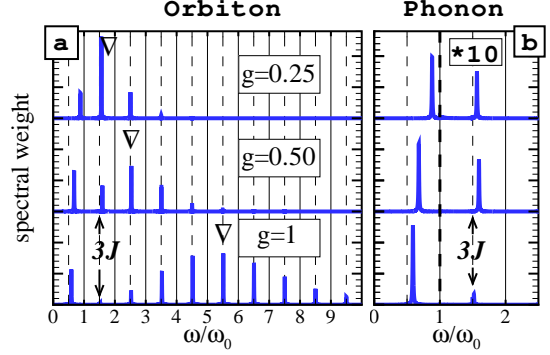 Orbiton
Phonon
a
b
*10
g=0.25
g=0.50
g=1
3J
3J
spectral weight
0 1 2 3 4 5 6 7 8 9
0 1 2
ω/ω₀
ω/ω₀